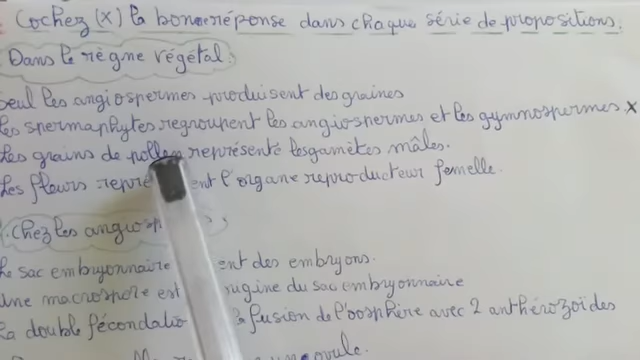 Cochez (X) la bonne réponse dans chaque série de propositions.
Dans le règne végétal:
Seul les angiospermes produisent des graines
Les spermaphytes regroupent les angiospermes et les gymnospermes X
Les grains de pollen représente les gamètes mâles.
Les fleurs l'organe reproducteur femelle.
Chez les
Le sac embryonnaire des embryons.
Une macrospore est du sac embryonnaire
La double fusion de l'oosphère avec 2 anthérozoïdes
ovule.